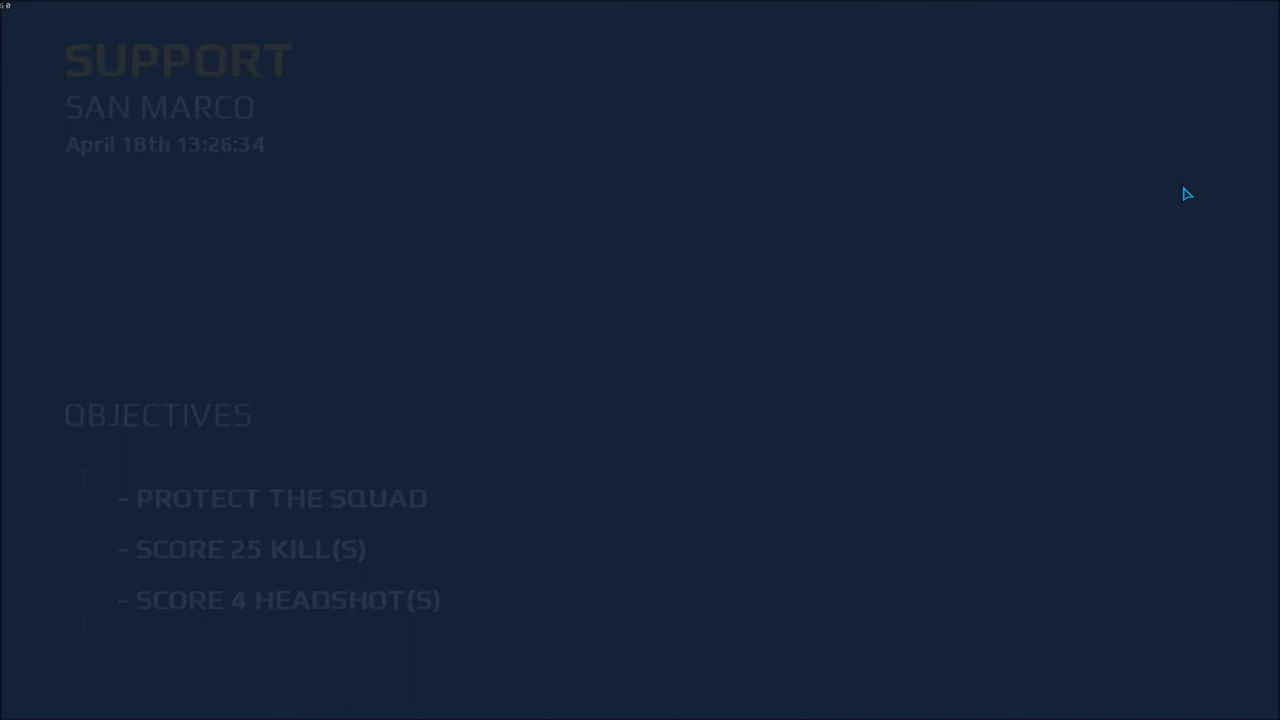 SUPPORT
SAN MARCO
April 18th 13:26:34
OBJECTIVES
- PROTECT THE SQUAD
- SCORE 25 KILL(S)
- SCORE 4 HEADSHOT(S)